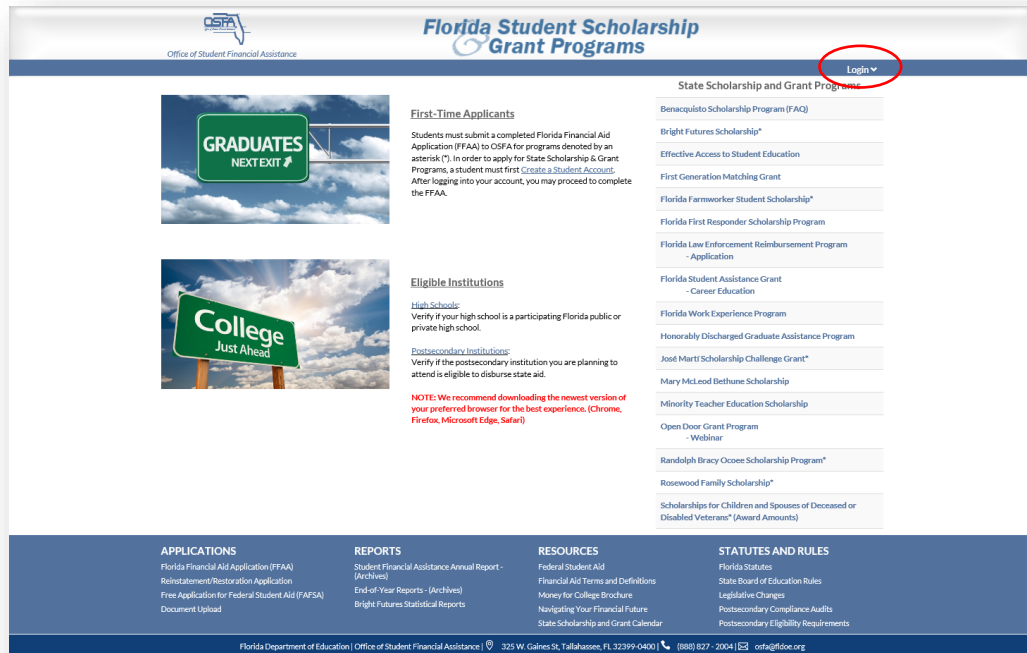 OSFA
Office of Student Financial Assistance
Florida Student Scholarship
& Grant Programs
Login
State Scholarship and Grant Programs
GRADUATES
NEXT EXIT
First-Time Applicants
Students must submit a completed Florida Financial Aid
Application (FFAA) to OSFA for programs denoted by an
asterisk (*). In order to apply for State Scholarship & Grant
Programs, a student must first Create a Student Account.
After logging into your account, you may proceed to complete
the FFAA.
College
Just Ahead
Eligible Institutions
High Schools:
Verify if your high school is a participating Florida public or
private high school.
Postsecondary Institutions:
Verify if the postsecondary institution you are planning to
attend is eligible to disburse state aid.
NOTE: We recommend downloading the newest version of
your preferred browser for the best experience. (Chrome,
Firefox, Microsoft Edge, Safari)
Benacquisto Scholarship Program (FAQ)
Bright Futures Scholarship*
Effective Access to Student Education
First Generation Matching Grant
Florida Farmworker Student Scholarship*
Florida First Responder Scholarship Program
Florida Law Enforcement Reimbursement Program
- Application
Florida Student Assistance Grant
- Career Education
Florida Work Experience Program
Honorably Discharged Graduate Assistance Program
José Martí Scholarship Challenge Grant*
Mary McLeod Bethune Scholarship
Minority Teacher Education Scholarship
Open Door Grant Program
- Webinar
Randolph Bracy Ocoee Scholarship Program*
Rosewood Family Scholarship*
Scholarships for Children and Spouses of Deceased or
Disabled Veterans* (Award Amounts)
APPLICATIONS
Florida Financial Aid Application (FFAA)
Reinstatement/Restoration Application
Free Application for Federal Student Aid (FAFSA)
Document Upload
REPORTS
Student Financial Assistance Annual Report -
(Archives)
End-of-Year Reports - (Archives)
Bright Futures Statistical Reports
RESOURCES
Federal Student Aid
Financial Aid Terms and Definitions
Money for College Brochure
Navigating Your Financial Future
State Scholarship and Grant Calendar
STATUTES AND RULES
Florida Statutes
State Board of Education Rules
Legislative Changes
Postsecondary Compliance Audits
Postsecondary Eligibility Requirements
Florida Department of Education | Office of Student Financial Assistance | 325 W. Gaines St, Tallahassee, FL 32399-0400 | (888) 827 - 2004 | osfa@fldoe.org